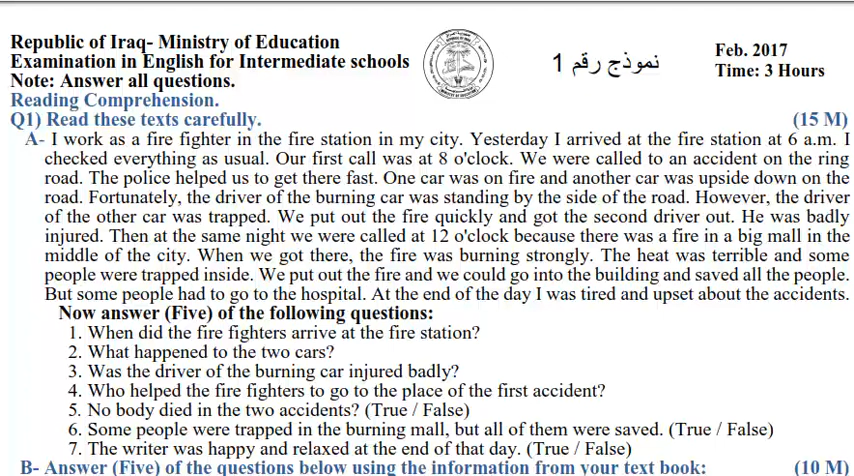 Republic of Iraq- Ministry of Education
Examination in English for Intermediate schools
Note: Answer all questions.
نموذج رقم 1
Feb. 2017
Time: 3 Hours
Reading Comprehension.
Q1) Read these texts carefully. (15 M)
A- I work as a fire fighter in the fire station in my city. Yesterday I arrived at the fire station at 6 a.m. I
checked everything as usual. Our first call was at 8 o'clock. We were called to an accident on the ring
road. The police helped us to get there fast. One car was on fire and another car was upside down on the
road. Fortunately, the driver of the burning car was standing by the side of the road. However, the driver
of the other car was trapped. We put out the fire quickly and got the second driver out. He was badly
injured. Then at the same night we were called at 12 o'clock because there was a fire in a big mall in the
middle of the city. When we got there, the fire was burning strongly. The heat was terrible and some
people were trapped inside. We put out the fire and we could go into the building and saved all the people.
But some people had to go to the hospital. At the end of the day I was tired and upset about the accidents.
Now answer (Five) of the following questions:
1. When did the fire fighters arrive at the fire station?
2. What happened to the two cars?
3. Was the driver of the burning car injured badly?
4. Who helped the fire fighters to go to the place of the first accident?
5. No body died in the two accidents? (True / False)
6. Some people were trapped in the burning mall, but all of them were saved. (True / False)
7. The writer was happy and relaxed at the end of that day. (True / False)
B- Answer (Five) of the questions below using the information from your text book: (10 M)